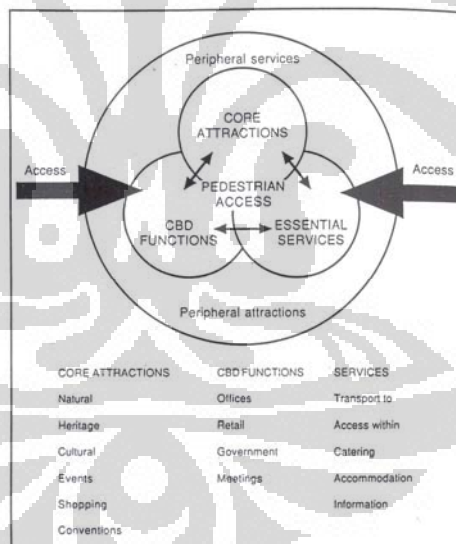 Peripheral services
CORE
ATTRACTIONS
Access
Access
PEDESTRIAN
ACCESS
CBD
FUNCTIONS
ESSENTIAL
SERVICES
Peripheral attractions
CORE ATTRACTIONS CBD FUNCTIONS SERVICES
Natural Offices Transport to
Heritage Retail Access within
Cultural Government Catering
Events Meetings Accommodation
Shopping Information
Conventions